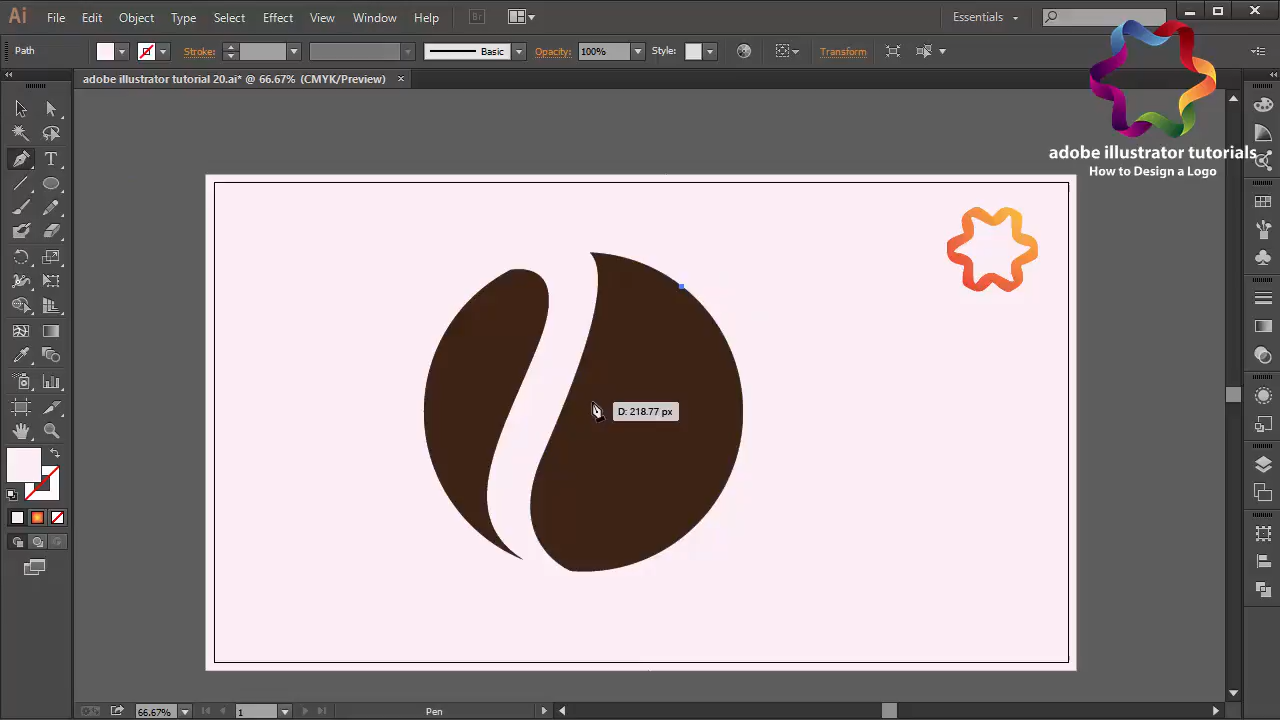 Ai File Edit Object Type Select Effect View Window Help Br Essentials
Path Stroke: Basic Opacity: 100% Style: Transform
adobe illustrator tutorial 20.ai* @ 66.67% (CMYK/Preview) ×
adobe illustrator tutorials
How to Design a Logo
T
D: 218.77 px
66.67% 1 Pen